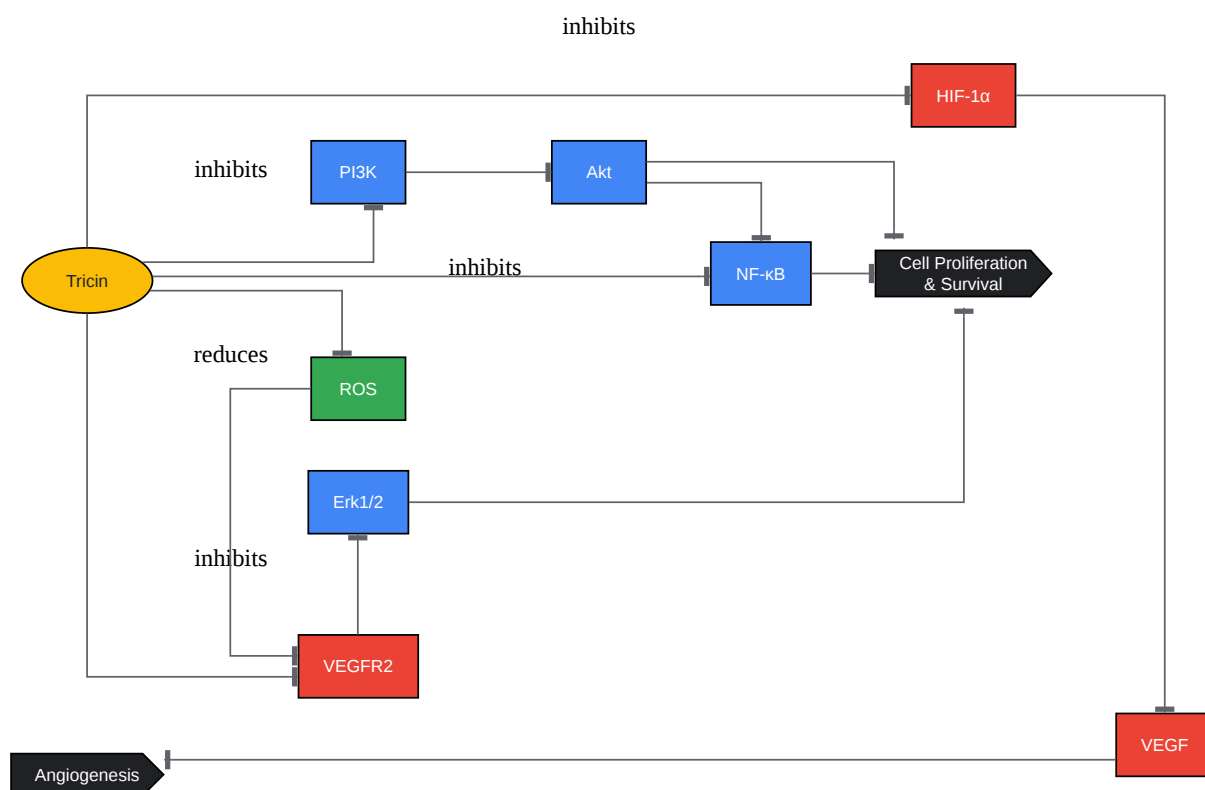 inhibits
HIF-1α
inhibits
PI3K
Akt
Tricin
inhibits
NF-κB
Cell Proliferation
& Survival
reduces
ROS
Erk1/2
inhibits
VEGFR2
VEGF
Angiogenesis